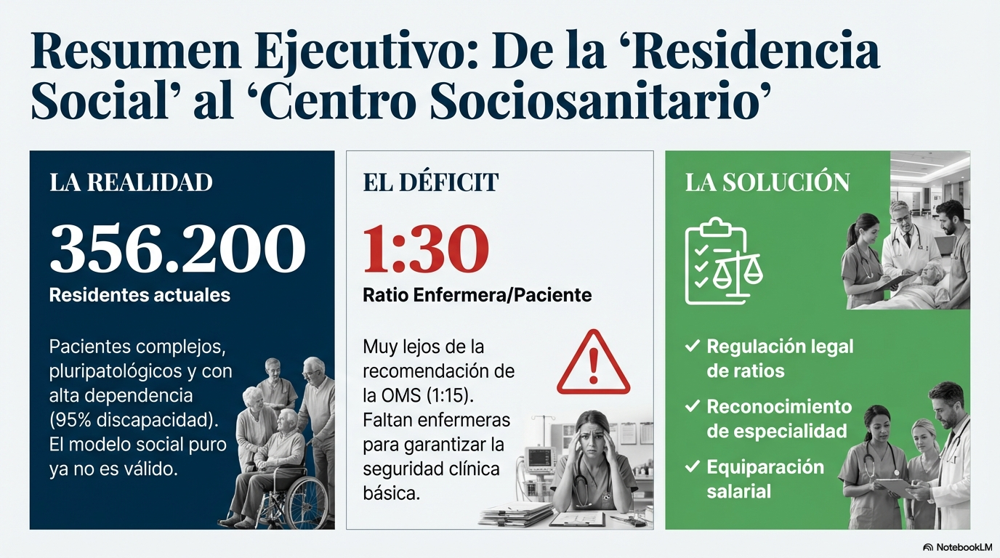 Resumen Ejecutivo: De la ‘Residencia
Social’ al ‘Centro Sociosanitario’
LA REALIDAD
356.200
Residentes actuales
Pacientes complejos,
pluripatológicos y con
alta dependencia
(95% discapacidad).
El modelo social puro
ya no es válido.
EL DÉFICIT
1:30
Ratio Enfermera/Paciente
Muy lejos de la
recomendación de
la OMS (1:15).
Faltan enfermeras
para garantizar la
seguridad clínica
básica.
LA SOLUCIÓN
Regulación legal
de ratios
Reconocimiento
de especialidad
Equiparación
salarial
NotebookLM